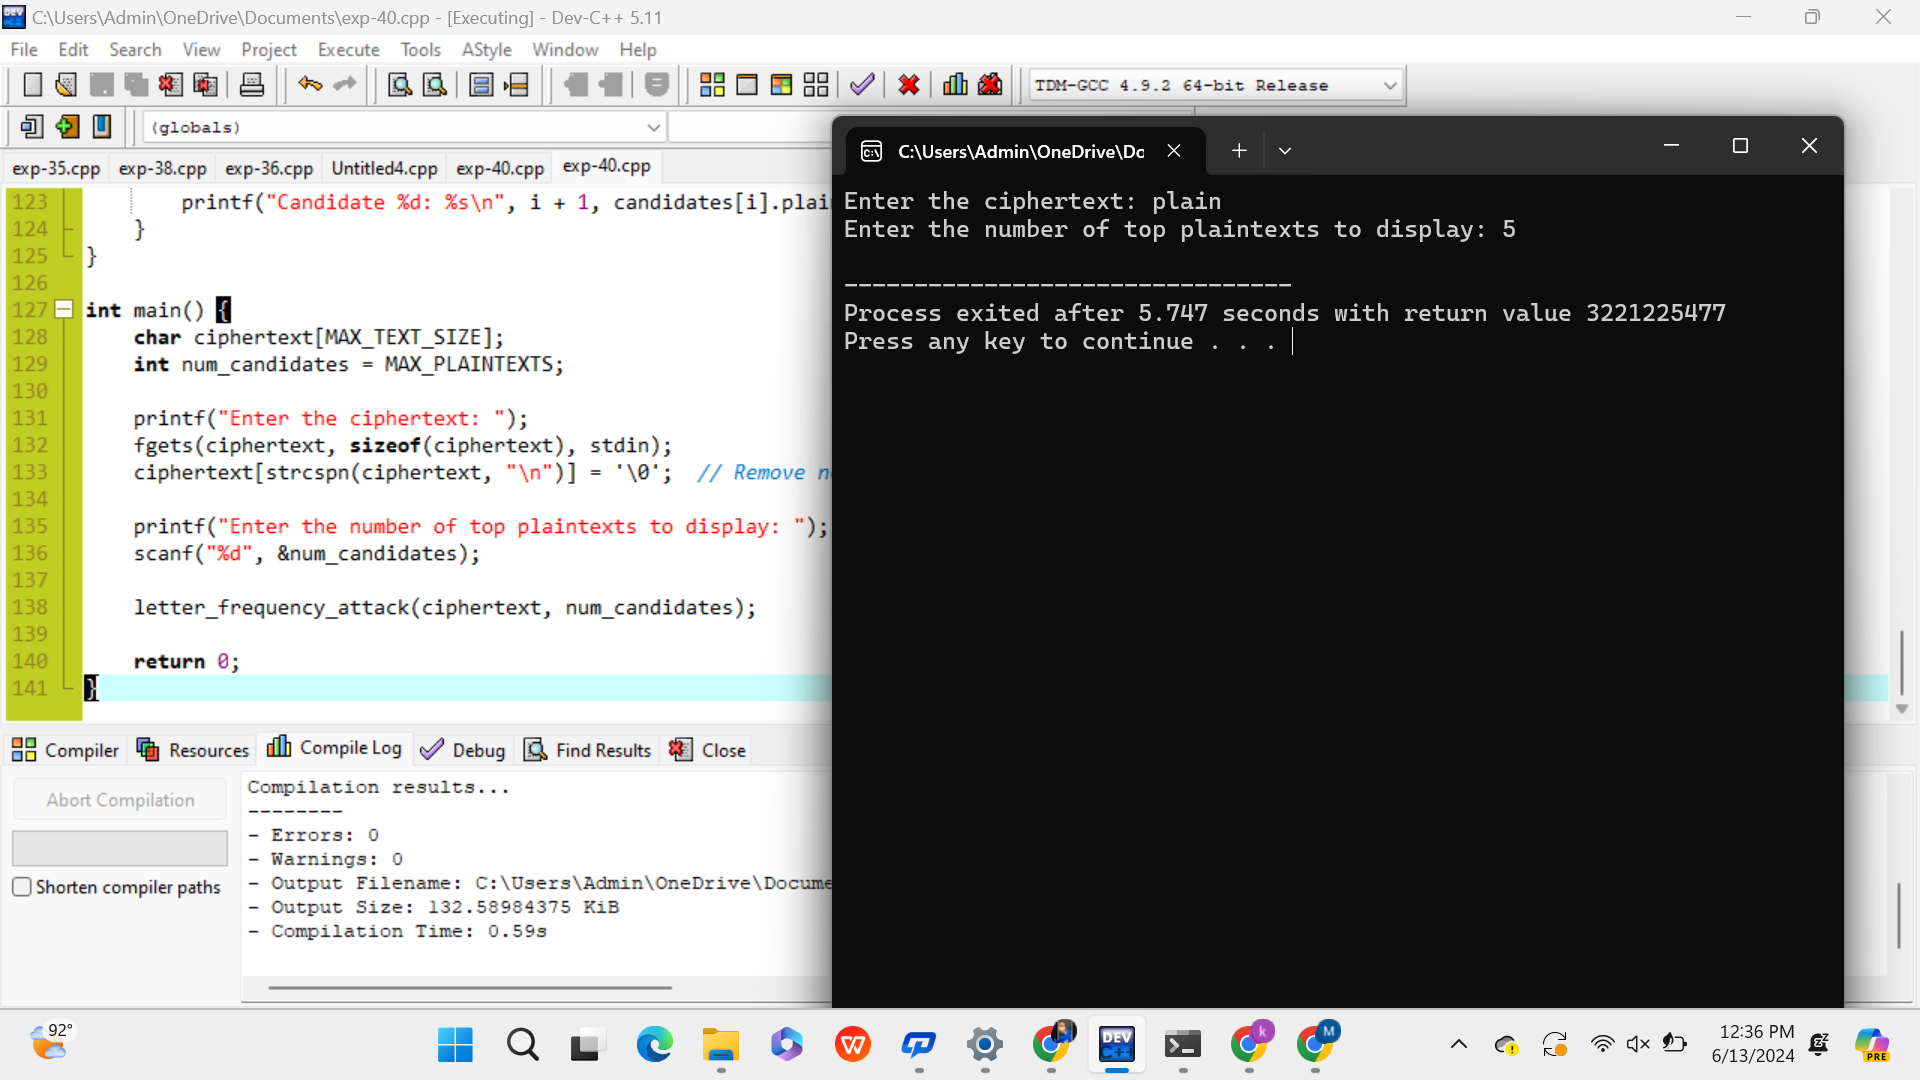 C:\Users\Admin\OneDrive\Documents\exp-40.cpp - [Executing] - Dev-C++ 5.11
File Edit Search View Project Execute Tools AStyle Window Help
TDM-GCC 4.9.2 64-bit Release
(globals)
exp-35.cpp exp-38.cpp exp-36.cpp Untitled4.cpp exp-40.cpp exp-40.cpp
123 printf("Candidate %d: %s\n", i + 1, candidates[i].plai
124 }
125 }
126
127 int main() {
128 char ciphertext[MAX_TEXT_SIZE];
129 int num_candidates = MAX_PLAINTEXTS;
130
131 printf("Enter the ciphertext: ");
132 fgets(ciphertext, sizeof(ciphertext), stdin);
133 ciphertext[strcspn(ciphertext, "\n")] = '\0'; // Remove n
134
135 printf("Enter the number of top plaintexts to display: ");
136 scanf("%d", &num_candidates);
137
138 letter_frequency_attack(ciphertext, num_candidates);
139
140 return 0;
141 }
C:\Users\Admin\OneDrive\Dc
Enter the ciphertext: plain
Enter the number of top plaintexts to display: 5
--------------------------------
Process exited after 5.747 seconds with return value 3221225477
Press any key to continue . . .
Compiler Resources Compile Log Debug Find Results Close
Abort Compilation
Shorten compiler paths
Compilation results...
--------
- Errors: 0
- Warnings: 0
- Output Filename: C:\Users\Admin\OneDrive\Docume
- Output Size: 132.58984375 KiB
- Compilation Time: 0.59s
92°
DEV C++
k
M
12:36 PM
6/13/2024
PRE